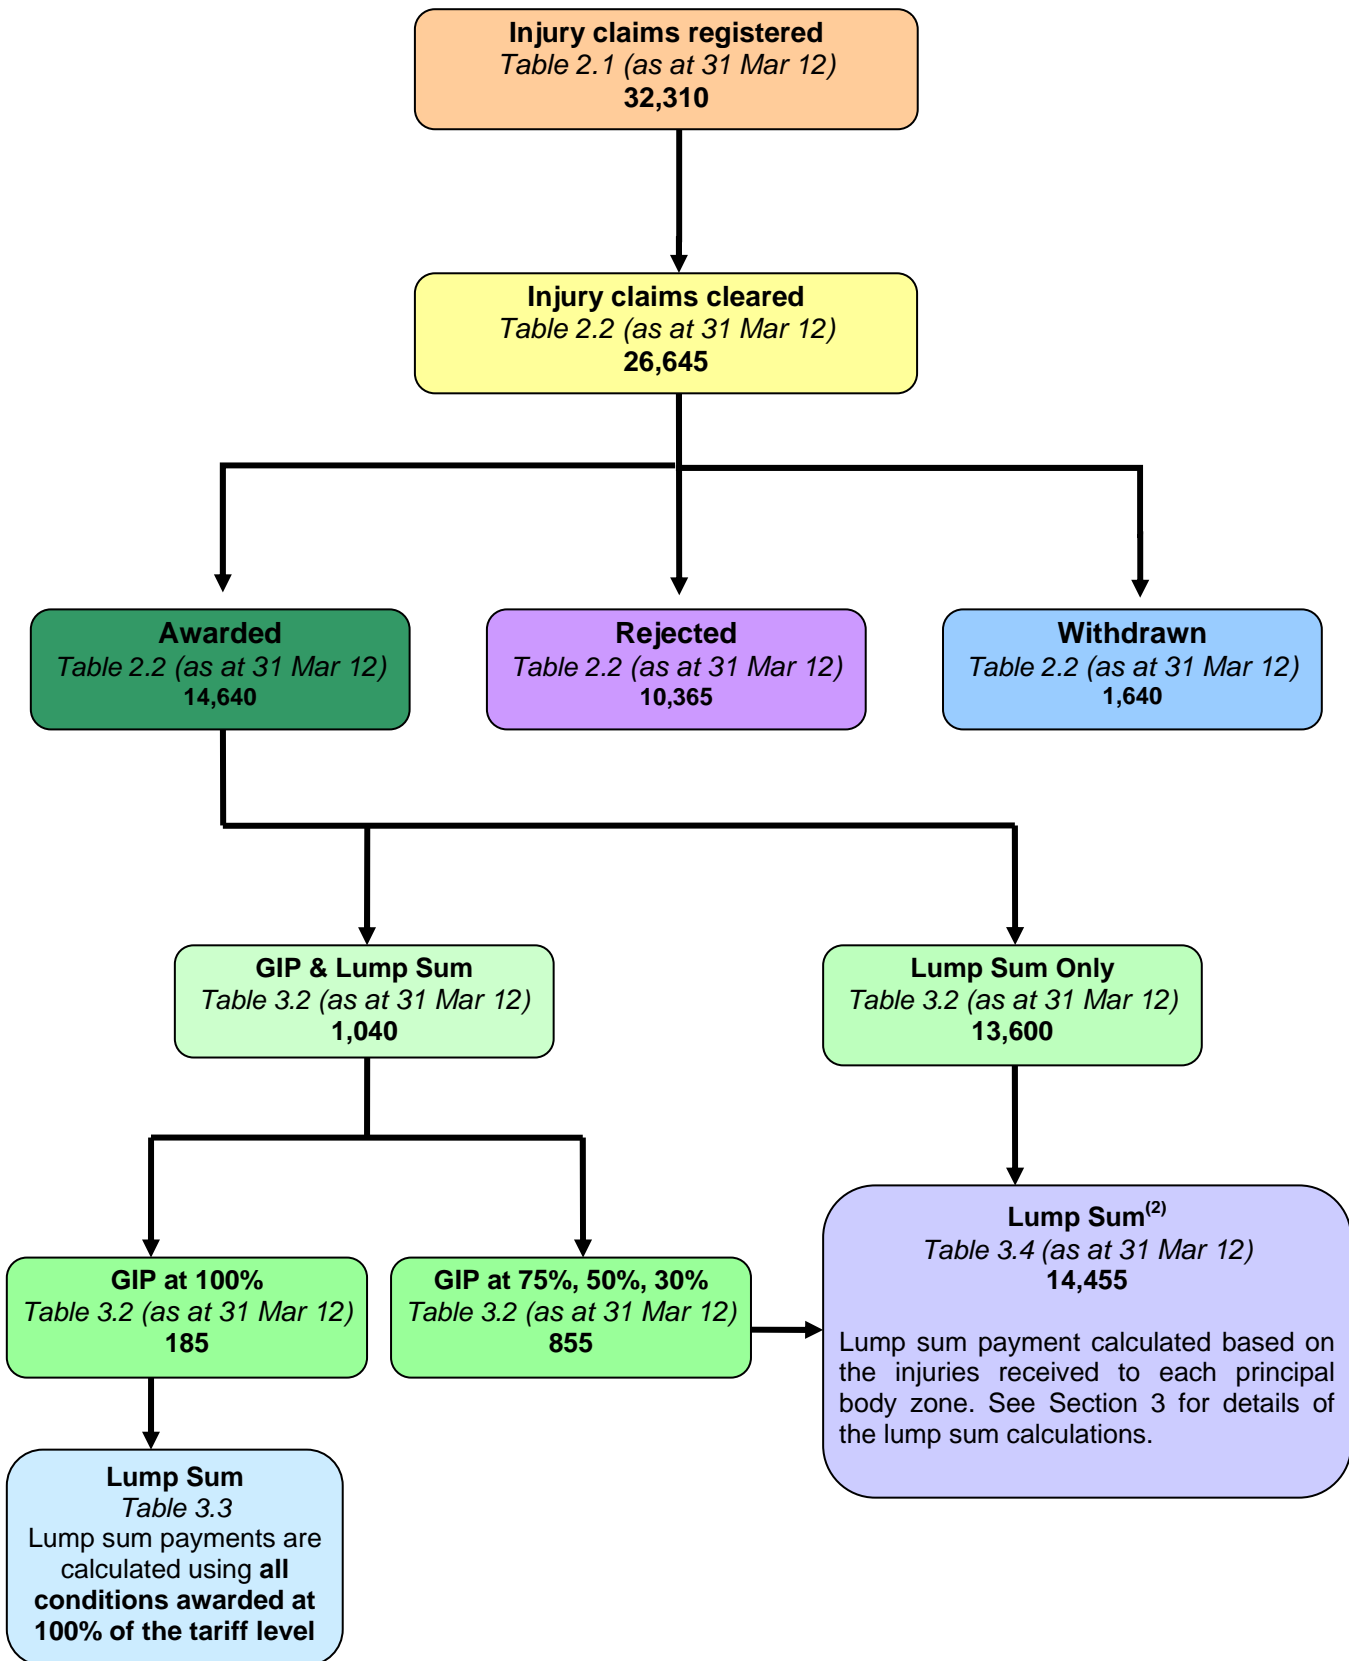 Injury claims registered
Table 2.1 (as at 31 Mar 12)
32,310
Injury claims cleared
Table 2.2 (as at 31 Mar 12)
26,645
Awarded
Table 2.2 (as at 31 Mar 12)
14,640
Rejected
Table 2.2 (as at 31 Mar 12)
10,365
Withdrawn
Table 2.2 (as at 31 Mar 12)
1,640
GIP & Lump Sum
Table 3.2 (as at 31 Mar 12)
1,040
Lump Sum Only
Table 3.2 (as at 31 Mar 12)
13,600
GIP at 100%
Table 3.2 (as at 31 Mar 12)
185
GIP at 75%, 50%, 30%
Table 3.2 (as at 31 Mar 12)
855
Lump Sum(2)
Table 3.4 (as at 31 Mar 12)
14,455
Lump sum payment calculated based on
the injuries received to each principal
body zone. See Section 3 for details of
the lump sum calculations.
Lump Sum
Table 3.3
Lump sum payments are
calculated using all
conditions awarded at
100% of the tariff level